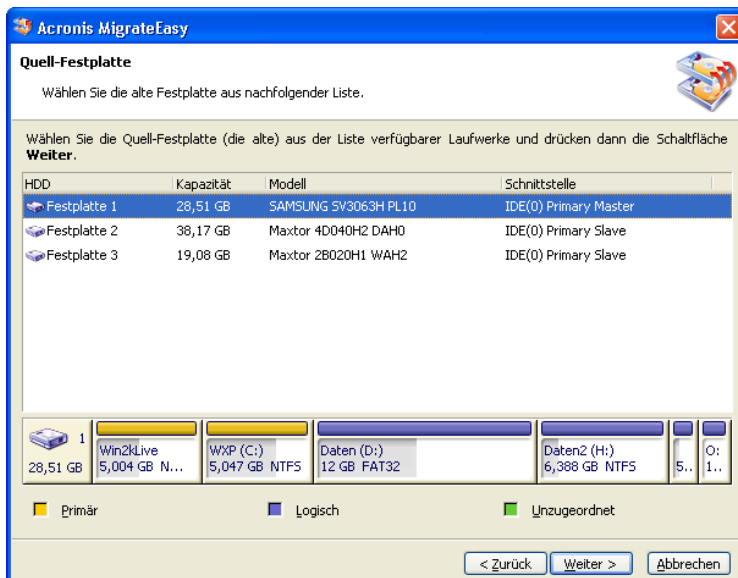 Acronis MigrateEasy
Quell-Festplatte
Wählen Sie die alte Festplatte aus nachfolgender Liste.
Wählen Sie die Quell-Festplatte (die alte) aus der Liste verfügbarer Laufwerke und drücken dann die Schaltfläche
Weiter.
HDD Kapazität Modell Schnittstelle
Festplatte 1 28,51 GB SAMSUNG SV3063H PL10 IDE(0) Primary Master
Festplatte 2 38,17 GB Maxtor 4D040H2 DAH0 IDE(0) Primary Slave
Festplatte 3 19,08 GB Maxtor 2B020H1 WAH2 IDE(0) Primary Slave
1 Win2kLive WXP (C:) Daten (D:) Daten2 (H:) O:
28,51 GB 5,004 GB N... 5,047 GB NTFS 12 GB FAT32 6,388 GB NTFS 5.. 1..
Primär Logisch Unzugeordnet
< Zurück Weiter > Abbrechen